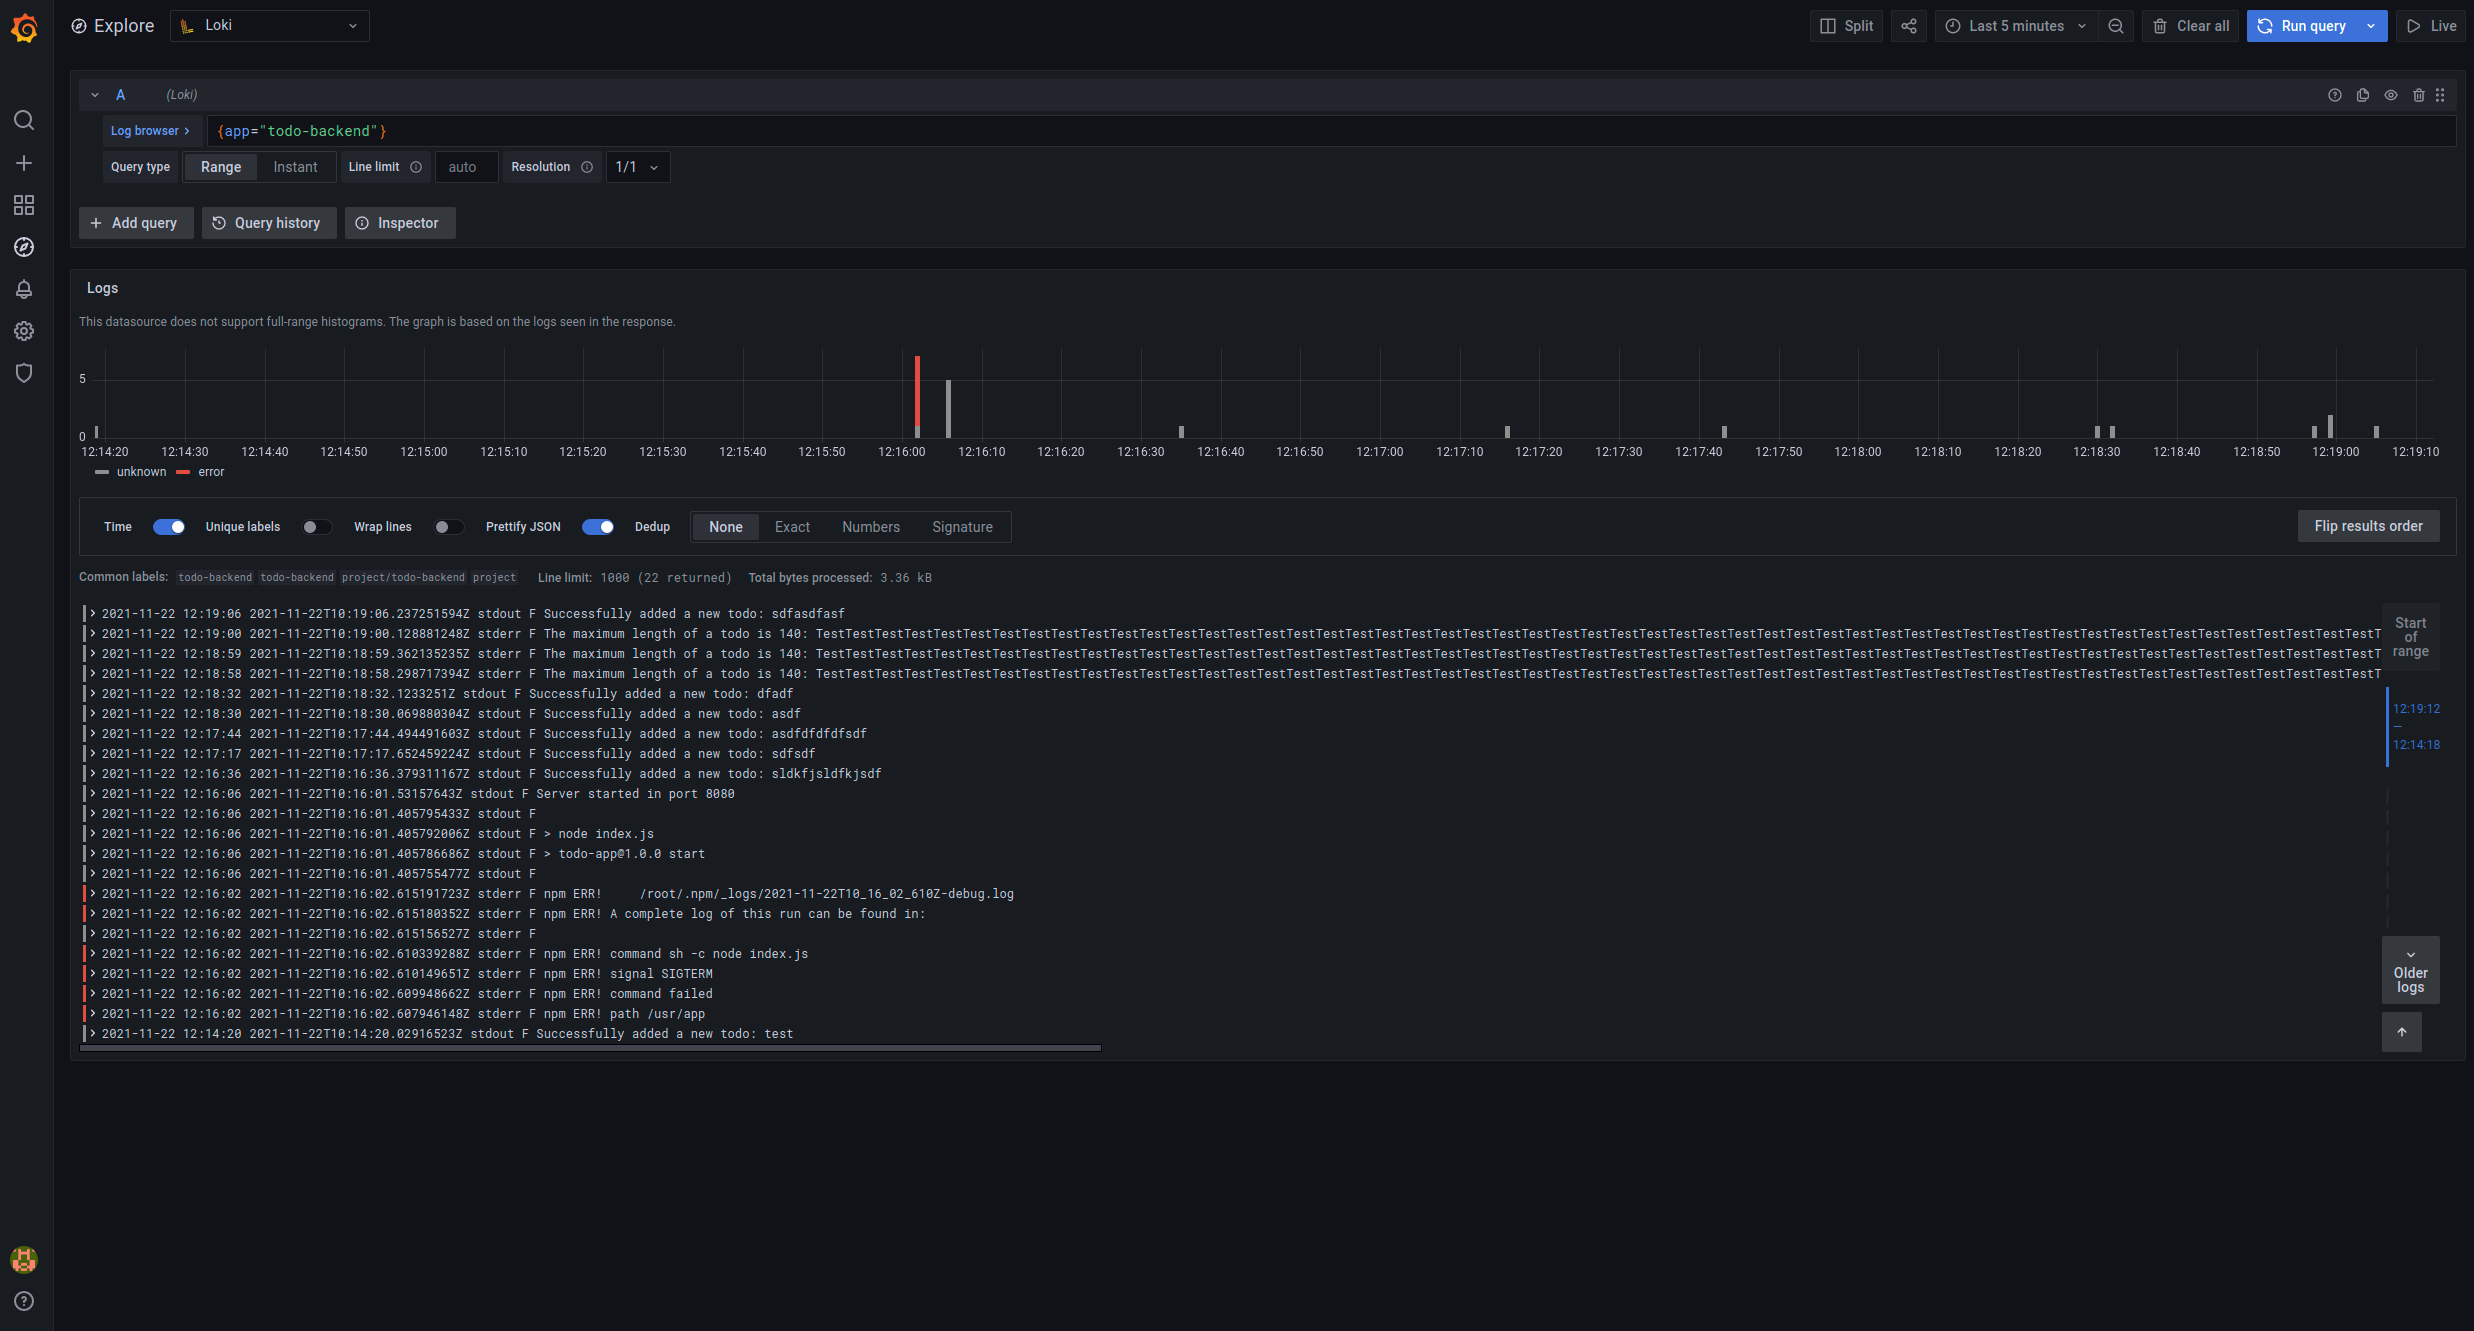 Explore Loki Split Last 5 minutes Clear all Run query Live
A (Loki)
Log browser > {app="todo-backend"}
Query type Range Instant Line limit auto Resolution 1/1
+ Add query Query history Inspector
Logs
This datasource does not support full-range histograms. The graph is based on the logs seen in the response.
5
0
12:14:20 12:14:30 12:14:40 12:14:50 12:15:00 12:15:10 12:15:20 12:15:30 12:15:40 12:15:50 12:16:00 12:16:10 12:16:20 12:16:30 12:16:40 12:16:50 12:17:00 12:17:10 12:17:20 12:17:30 12:17:40 12:17:50 12:18:00 12:18:10 12:18:20 12:18:30 12:18:40 12:18:50 12:19:00 12:19:10
unknown error
Time Unique labels Wrap lines Prettify JSON Dedup None Exact Numbers Signature Flip results order
Common labels: todo-backend todo-backend project/todo-backend project Line limit: 1000 (22 returned) Total bytes processed: 3.36 kB
> 2021-11-22 12:19:06 2021-11-22T10:19:06.237251594Z stdout F Successfully added a new todo: sdfasdfasf
> 2021-11-22 12:19:00 2021-11-22T10:19:00.128881248Z stderr F The maximum length of a todo is 140: TestTestTestTestTestTestTestTestTestTestTestTestTestTestTestTestTestTestTestTestTestTestTestTestTestTestTestTestTestTestTestTestTestTestTestTestTestTestTestTestTestTestTestTestTestTestTestTestTestTestTestTestTestT
> 2021-11-22 12:18:59 2021-11-22T10:18:59.362135235Z stderr F The maximum length of a todo is 140: TestTestTestTestTestTestTestTestTestTestTestTestTestTestTestTestTestTestTestTestTestTestTestTestTestTestTestTestTestTestTestTestTestTestTestTestTestTestTestTestTestTestTestTestTestTestTestTestTestTestTestTestTestT
> 2021-11-22 12:18:58 2021-11-22T10:18:58.298717394Z stderr F The maximum length of a todo is 140: TestTestTestTestTestTestTestTestTestTestTestTestTestTestTestTestTestTestTestTestTestTestTestTestTestTestTestTestTestTestTestTestTestTestTestTestTestTestTestTestTestTestTestTestTestTestTestTestTestTestTestTestTestT
> 2021-11-22 12:18:32 2021-11-22T10:18:32.1233251Z stdout F Successfully added a new todo: dfadf
> 2021-11-22 12:18:30 2021-11-22T10:18:30.069880304Z stdout F Successfully added a new todo: asdf
> 2021-11-22 12:17:44 2021-11-22T10:17:44.494491603Z stdout F Successfully added a new todo: asdfdfdfdfsdf
> 2021-11-22 12:17:17 2021-11-22T10:17:17.652459224Z stdout F Successfully added a new todo: sdfsdf
> 2021-11-22 12:16:36 2021-11-22T10:16:36.379311167Z stdout F Successfully added a new todo: sldkfjsldfkjsdf
> 2021-11-22 12:16:06 2021-11-22T10:16:01.53157643Z stdout F Server started in port 8080
> 2021-11-22 12:16:06 2021-11-22T10:16:01.405795433Z stdout F
> 2021-11-22 12:16:06 2021-11-22T10:16:01.405792006Z stdout F > node index.js
> 2021-11-22 12:16:06 2021-11-22T10:16:01.405786686Z stdout F > todo-app@1.0.0 start
> 2021-11-22 12:16:06 2021-11-22T10:16:01.405755477Z stdout F
> 2021-11-22 12:16:02 2021-11-22T10:16:02.615191723Z stderr F npm ERR!     /root/.npm/_logs/2021-11-22T10_16_02_610Z-debug.log
> 2021-11-22 12:16:02 2021-11-22T10:16:02.615180352Z stderr F npm ERR! A complete log of this run can be found in:
> 2021-11-22 12:16:02 2021-11-22T10:16:02.615156527Z stderr F
> 2021-11-22 12:16:02 2021-11-22T10:16:02.610339288Z stderr F npm ERR! command sh -c node index.js
> 2021-11-22 12:16:02 2021-11-22T10:16:02.610149651Z stderr F npm ERR! signal SIGTERM
> 2021-11-22 12:16:02 2021-11-22T10:16:02.609948662Z stderr F npm ERR! command failed
> 2021-11-22 12:16:02 2021-11-22T10:16:02.607946148Z stderr F npm ERR! path /usr/app
> 2021-11-22 12:14:20 2021-11-22T10:14:20.02916523Z stdout F Successfully added a new todo: test
Start
of
range
12:19:12
—
12:14:18
Older
logs